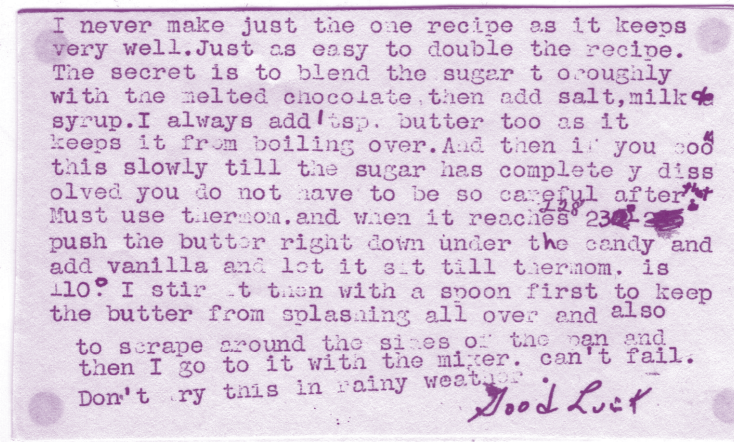 I never make just the one recipe as it keeps
very well.Just as easy to double the recipe.
The secret is to blend the sugar t oroughly
with the melted chocolate,then add salt,milk &
syrup.I always add 1 tsp. butter too as it
keeps it from boiling over.And then if you cook
this slowly till the sugar has complete y diss
olved you do not have to be so careful after that
Must use thermom.and when it reaches 238°
push the butter right down under the candy and
add vanilla and let it sit till thermom. is
110° I stir it then with a spoon first to keep
the butter from splashing all over and also
to scrape around the sides of the pan and
then I go to it with the mixer. can't fail.
Don't ry this in rainy weather
Good Luck